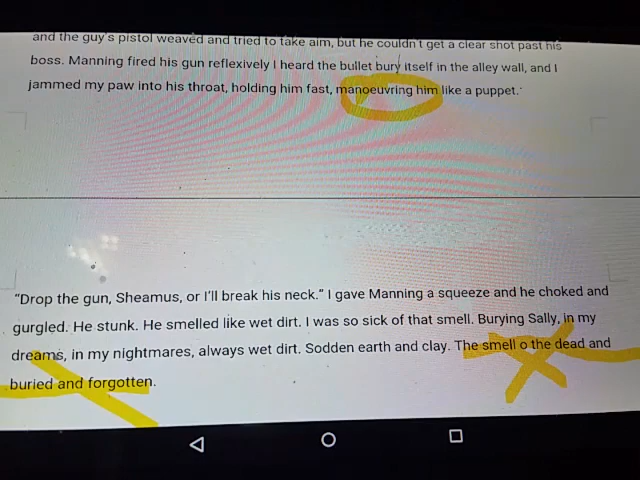 and the guy's pistol weaved and tried to take aim, but he couldn't get a clear shot past his
boss. Manning fired his gun reflexively I heard the bullet bury itself in the alley wall, and I
jammed my paw into his throat, holding him fast, manoeuvring him like a puppet.
“Drop the gun, Sheamus, or I'll break his neck.” I gave Manning a squeeze and he choked and
gurgled. He stunk. He smelled like wet dirt. I was so sick of that smell. Burying Sally, in my
dreams, in my nightmares, always wet dirt. Sodden earth and clay. The smell o the dead and
buried and forgotten.